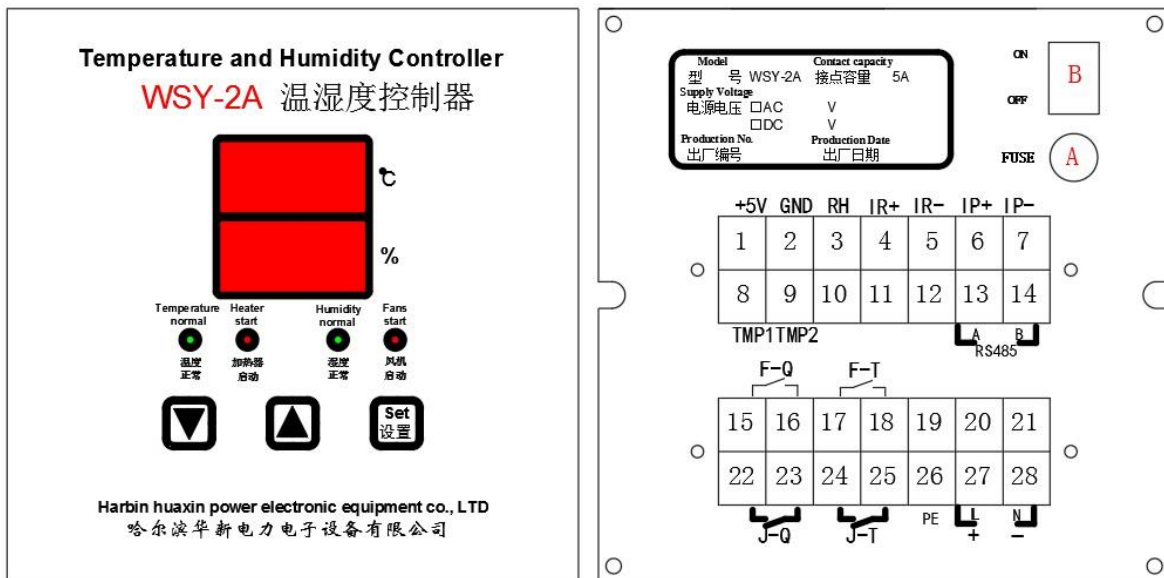 Temperature and Humidity Controller
WSY-2A 温湿度控制器
℃
%
Temperature normal
Heater start
Humidity normal
Fans start
温度正常
加热器启动
湿度正常
风机启动
Set
设置
Harbin huaxin power electronic equipment co., LTD
哈尔滨华新电力电子设备有限公司
Model Contact capacity
型 号 WSY-2A 接点容量 5A
Supply Voltage
电源电压 □AC V
□DC V
Production No. Production Date
出厂编号 出厂日期
ON
B
OFF
FUSE A
+5V GND RH IR+ IR- IP+ IP-
1 2 3 4 5 6 7
8 9 10 11 12 13 14
TMP1 TMP2 A B
RS485
F-Q F-T
15 16 17 18 19 20 21
22 23 24 25 26 27 28
PE L N
J-Q J-T + -